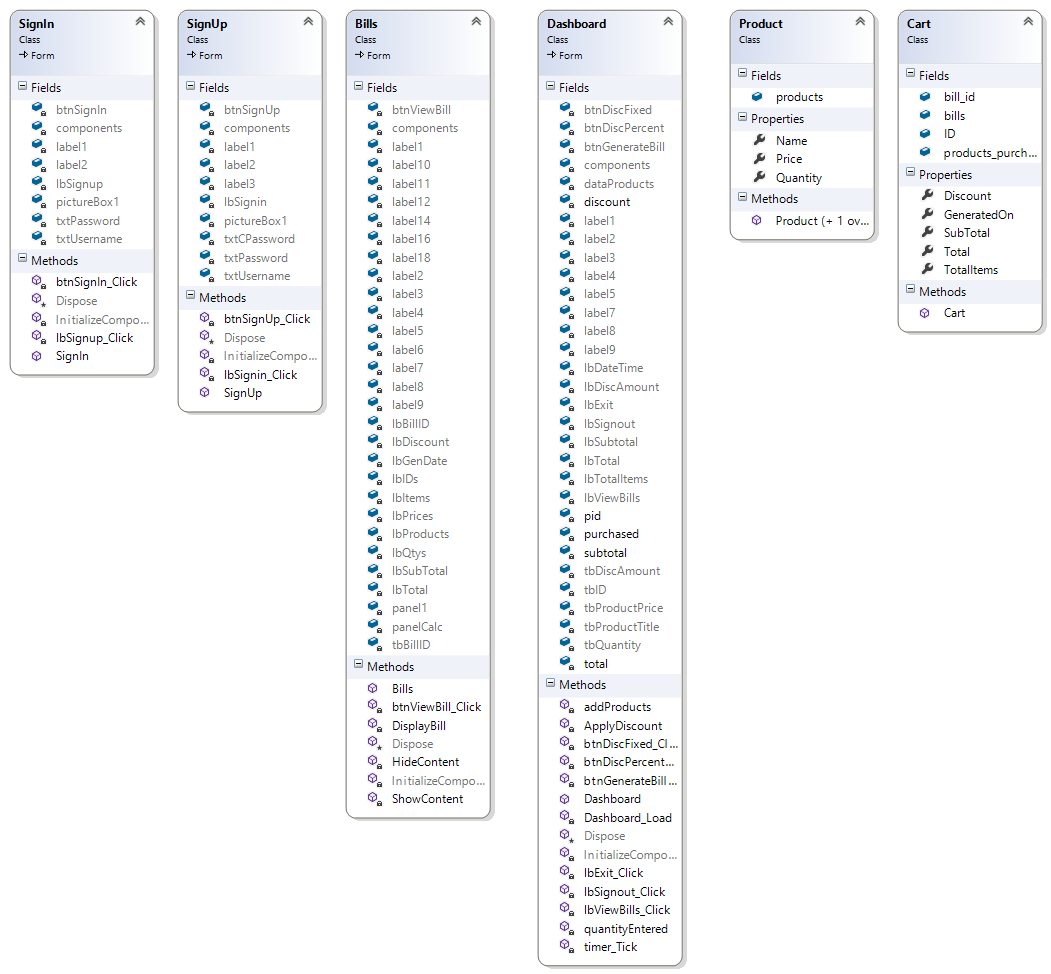 SignIn
Class
→ Form
Fields
btnSignIn
components
label1
label2
lbSignup
pictureBox1
txtPassword
txtUsername
Methods
btnSignIn_Click
Dispose
InitializeCompo...
lbSignup_Click
SignIn
SignUp
Class
→ Form
Fields
btnSignUp
components
label1
label2
label3
lbSignin
pictureBox1
txtCPassword
txtPassword
txtUsername
Methods
btnSignUp_Click
Dispose
InitializeCompo...
lbSignin_Click
SignUp
Bills
Class
→ Form
Fields
btnViewBill
components
label1
label10
label11
label12
label14
label16
label18
label2
label3
label4
label5
label6
label7
label8
label9
lbBillID
lbDiscount
lbGenDate
lbIDs
lbItems
lbPrices
lbProducts
lbQtys
lbSubTotal
lbTotal
panel1
panelCalc
tbBillID
Methods
Bills
btnViewBill_Click
DisplayBill
Dispose
HideContent
InitializeCompo...
ShowContent
Dashboard
Class
→ Form
Fields
btnDiscFixed
btnDiscPercent
btnGenerateBill
components
dataProducts
discount
label1
label2
label3
label4
label5
label7
label8
label9
lbDateTime
lbDiscAmount
lbExit
lbSignout
lbSubtotal
lbTotal
lbTotalItems
lbViewBills
pid
purchased
subtotal
tbDiscAmount
tbID
tbProductPrice
tbProductTitle
tbQuantity
total
Methods
addProducts
ApplyDiscount
btnDiscFixed_Cl...
btnDiscPercent...
btnGenerateBill...
Dashboard
Dashboard_Load
Dispose
InitializeCompo...
lbExit_Click
lbSignout_Click
lbViewBills_Click
quantityEntered
timer_Tick
Product
Class
Fields
products
Properties
Name
Price
Quantity
Methods
Product (+ 1 ov...
Cart
Class
Fields
bill_id
bills
ID
products_purch...
Properties
Discount
GeneratedOn
SubTotal
Total
TotalItems
Methods
Cart